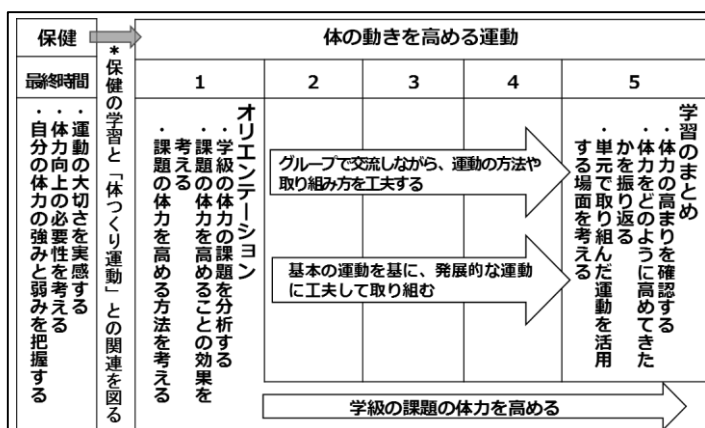 保健
体の動きを高める運動
最終時間
1
2
3
4
5
・運動の大切さを実感する
・体力向上の必要性を考える
・自分の体力の強みと弱みを把握する
*保健の学習と「体つくり運動」との関連を図る
オリエンテーション
・学級の体力の課題を分析する
・課題の体力を高めることの効果を
考える
・課題の体力を高める方法を考える
グループで交流しながら、運動の方法や
取り組み方を工夫する
基本の運動を基に、発展的な運動
に工夫して取り組む
学習のまとめ
・体力の高まりを確認する
・体力をどのように高めてきた
かを振り返る
・単元で取り組んだ運動を活用
する場面を考える
学級の課題の体力を高める